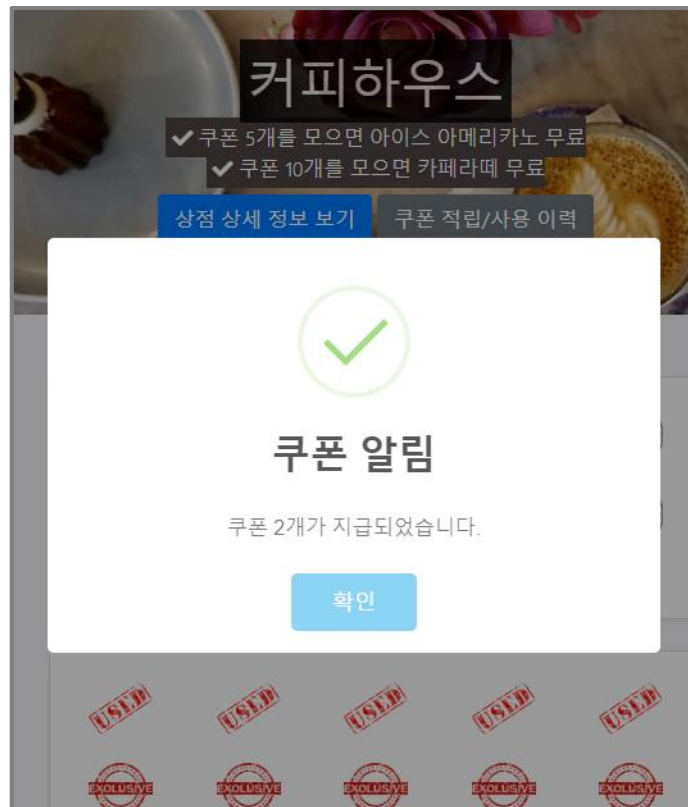 커피하우스
✔ 쿠폰 5개를 모으면 아이스 아메리카노 무료
✔ 쿠폰 10개를 모으면 카페라떼 무료
상점 상세 정보 보기 쿠폰 적립/사용 이력
쿠폰 알림
쿠폰 2개가 지급되었습니다.
확인
USED USED USED USED USED
EXCLUSIVE EXCLUSIVE EXCLUSIVE EXCLUSIVE EXCLUSIVE